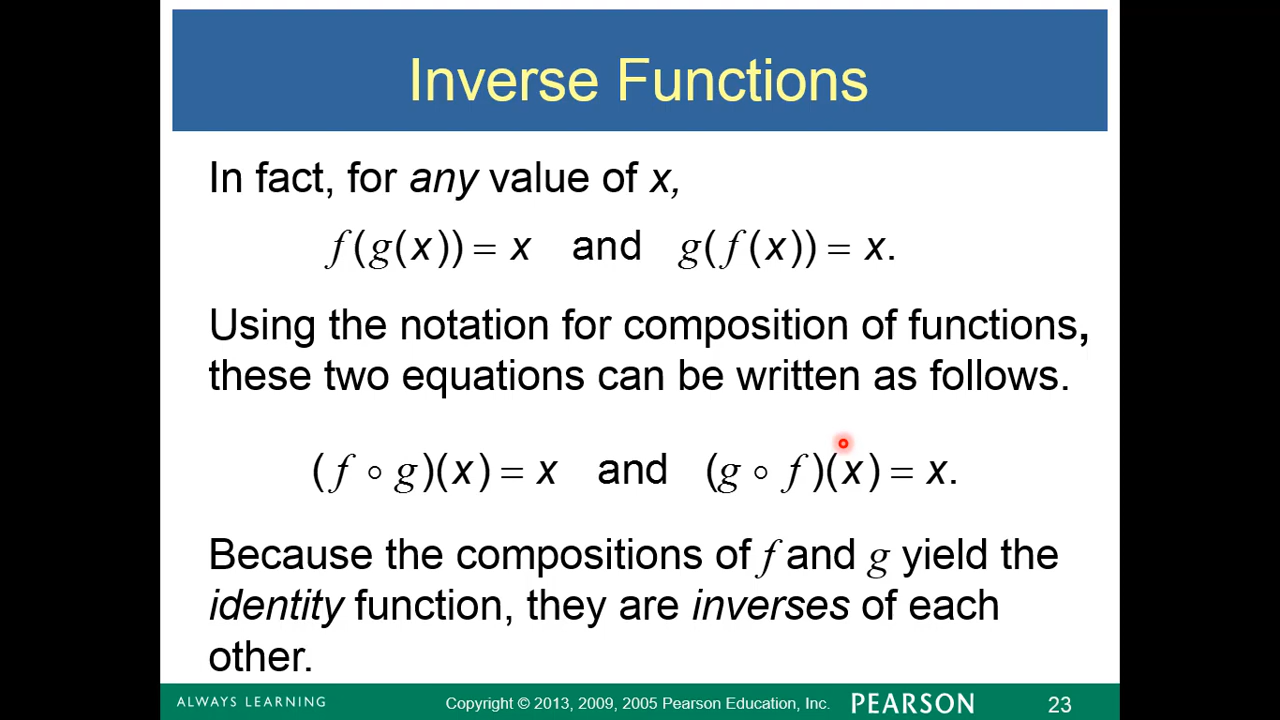 Inverse Functions
In fact, for any value of x,
f(g(x)) = x and g(f(x)) = x.
Using the notation for composition of functions,
these two equations can be written as follows.
(f ∘ g)(x) = x and (g ∘ f)(x) = x.
Because the compositions of f and g yield the
identity function, they are inverses of each
other.
ALWAYS LEARNING Copyright © 2013, 2009, 2005 Pearson Education, Inc. PEARSON 23